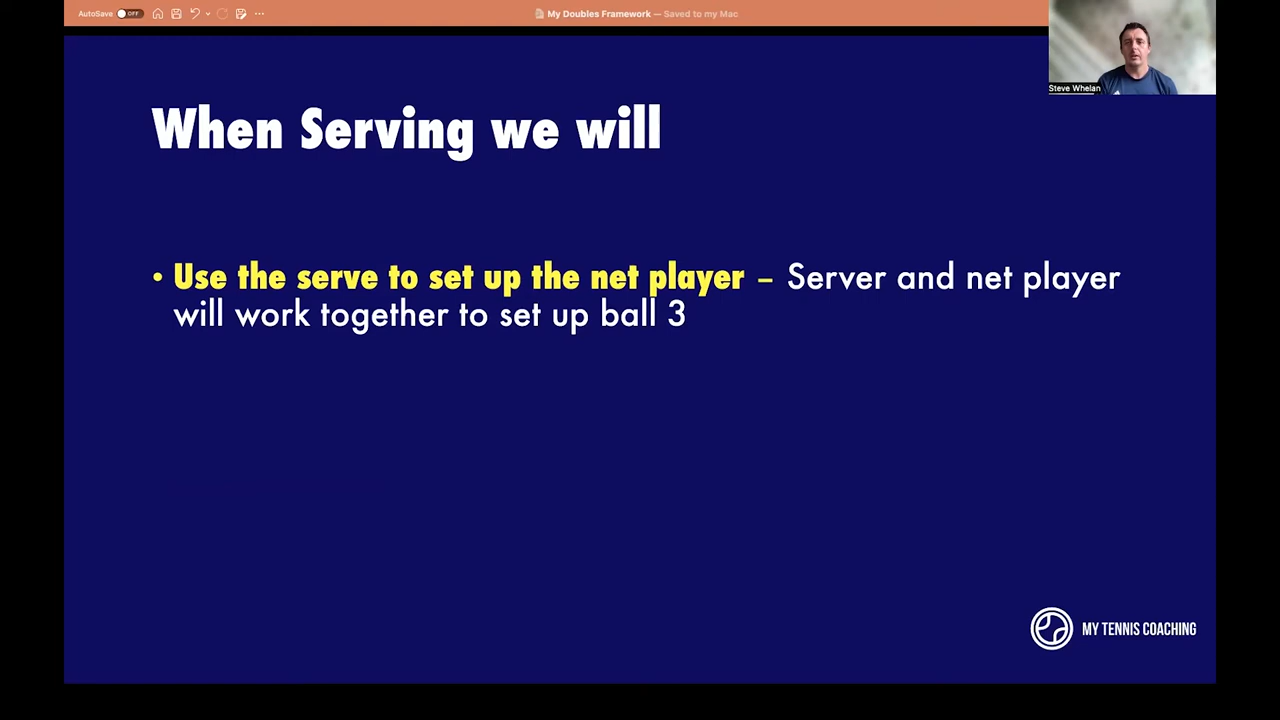 AutoSave OFF
My Doubles Framework — Saved to my Mac
Steve Whelan
When Serving we will
• Use the serve to set up the net player – Server and net player
will work together to set up ball 3
MY TENNIS COACHING